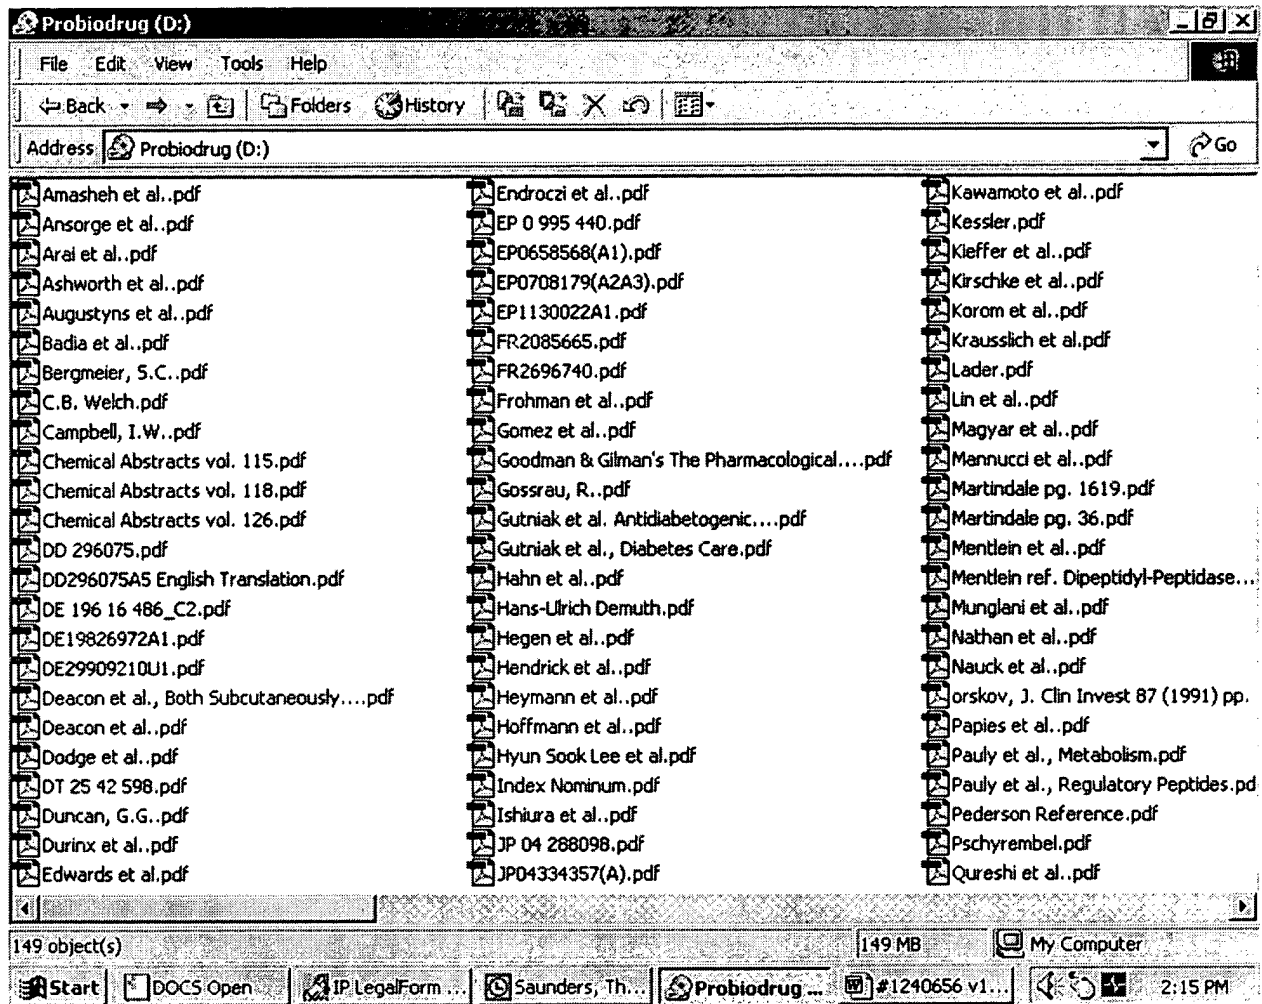 Probiodrug (D:)
File Edit View Tools Help
Back Folders History
Address Probiodrug (D:) Go
Amasheh et al..pdf
Ansorge et al..pdf
Arai et al..pdf
Ashworth et al..pdf
Augustyns et al..pdf
Badia et al..pdf
Bergmeier, S.C..pdf
C.B. Welch.pdf
Campbell, I.W..pdf
Chemical Abstracts vol. 115.pdf
Chemical Abstracts vol. 118.pdf
Chemical Abstracts vol. 126.pdf
DD 296075.pdf
DD296075A5 English Translation.pdf
DE 196 16 486_C2.pdf
DE19826972A1.pdf
DE29909210U1.pdf
Deacon et al., Both Subcutaneously....pdf
Deacon et al..pdf
Dodge et al..pdf
DT 25 42 598.pdf
Duncan, G.G..pdf
Durinx et al..pdf
Edwards et al.pdf
Endroczi et al..pdf
EP 0 995 440.pdf
EP0658568(A1).pdf
EP0708179(A2A3).pdf
EP1130022A1.pdf
FR2085665.pdf
FR2696740.pdf
Frohman et al..pdf
Gomez et al..pdf
Goodman & Gilman's The Pharmacological....pdf
Gossrau, R..pdf
Gutniak et al. Antidiabetogenic....pdf
Gutniak et al., Diabetes Care.pdf
Hahn et al..pdf
Hans-Ulrich Demuth.pdf
Hegen et al..pdf
Hendrick et al..pdf
Heymann et al..pdf
Hoffmann et al..pdf
Hyun Sook Lee et al.pdf
Index Nominum.pdf
Ishiura et al..pdf
JP 04 288098.pdf
JP04334357(A).pdf
Kawamoto et al..pdf
Kessler.pdf
Kieffer et al..pdf
Kirschke et al..pdf
Korom et al..pdf
Krausslich et al.pdf
Lader.pdf
Lin et al..pdf
Magyar et al..pdf
Mannucci et al..pdf
Martindale pg. 1619.pdf
Martindale pg. 36.pdf
Mentlein et al..pdf
Mentlein ref. Dipeptidyl-Peptidase...
Munglani et al..pdf
Nathan et al..pdf
Nauck et al..pdf
orskov, J. Clin Invest 87 (1991) pp.
Papies et al..pdf
Pauly et al., Metabolism.pdf
Pauly et al., Regulatory Peptides.pd
Pederson Reference.pdf
Pschyrembel.pdf
Qureshi et al..pdf
149 object(s) 149 MB My Computer
Start DOCS Open IP LegalForm ... Saunders, Th... Probiodrug ... #1240656 v1... 2:15 PM